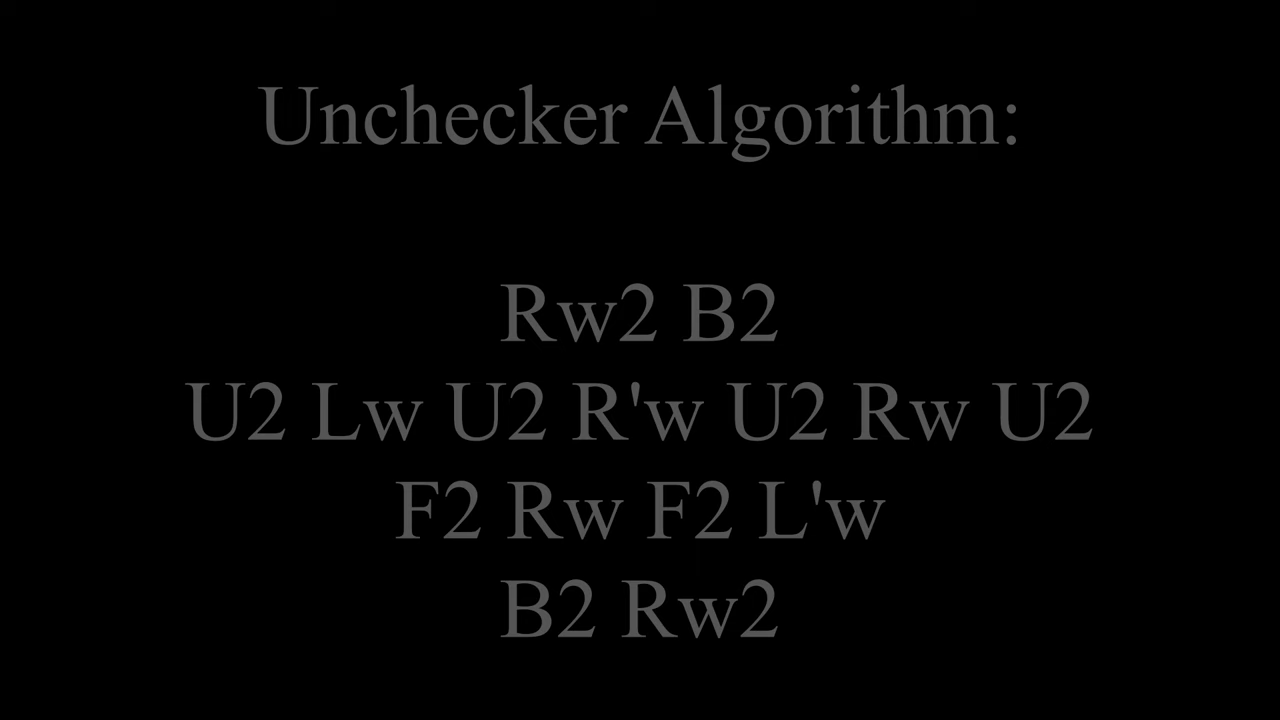 Unchecker Algorithm:
Rw2 B2
U2 Lw U2 R'w U2 Rw U2
F2 Rw F2 L'w
B2 Rw2